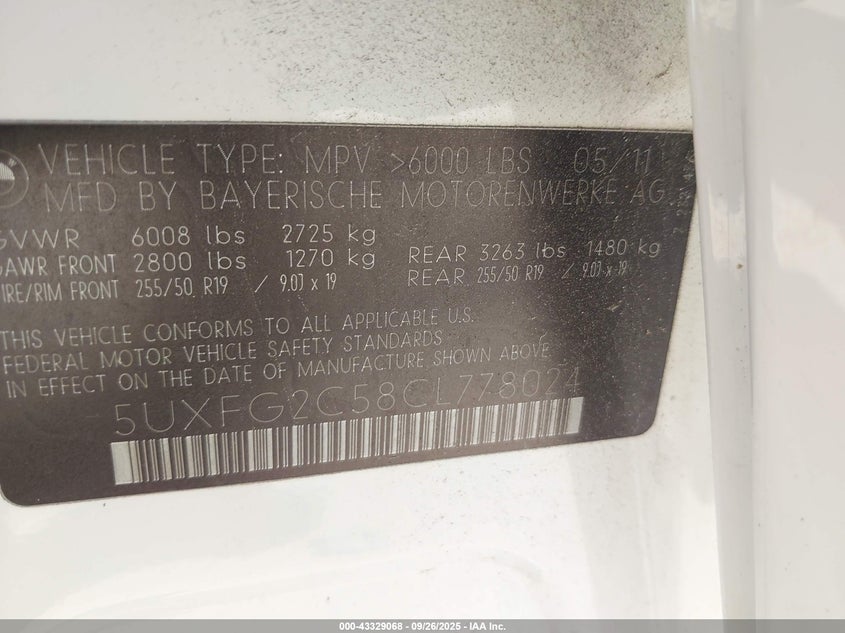 VEHICLE TYPE: MPV >6000 LBS 05/11
MFD BY BAYERISCHE MOTORENWERKE AG
GVWR 6008 lbs 2725 kg
GAWR FRONT 2800 lbs 1270 kg REAR 3263 lbs 1480 kg
IRE/RIM FRONT 255/50 R19 / 9.0J x 19 REAR 255/50 R19 / 9.0J x 19
THIS VEHICLE CONFORMS TO ALL APPLICABLE U.S.
FEDERAL MOTOR VEHICLE SAFETY STANDARDS
IN EFFECT ON THE DATE OF MANUFACTURE SHOWN ABOVE
5UXFG2C58CL778024
000-43329068 - 09/26/2025 - IAA Inc.